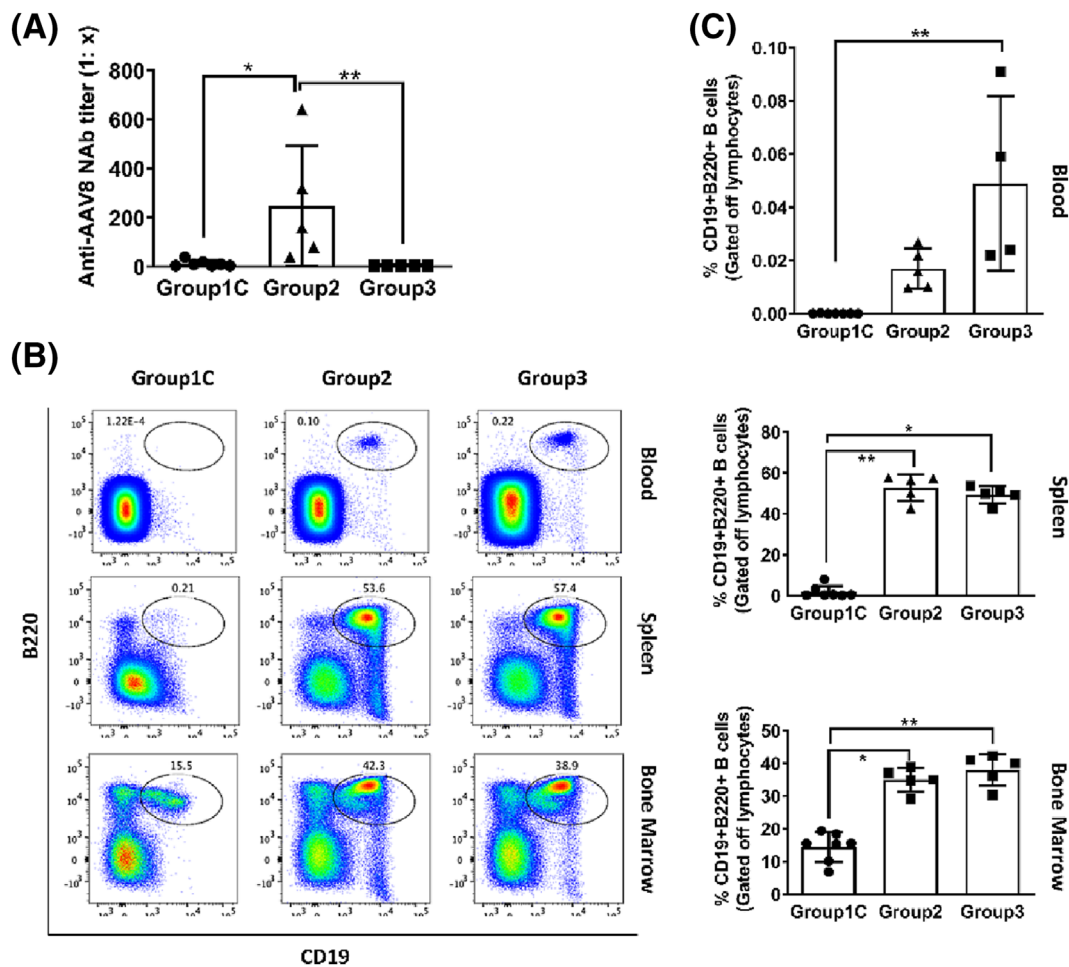 (A)
Anti-AAV8 NAb titer (1: x)
800
600
400
200
0
*
**
Group1C
Group2
Group3
(C)
% CD19+B220+ B cells
(Gated off lymphocytes)
0.10
0.08
0.06
0.04
0.02
0.00
**
Group1C
Group2
Group3
Blood
(B)
Group1C
Group2
Group3
1.22E-4
0.10
0.22
Blood
0.21
53.6
57.4
Spleen
15.5
42.3
38.9
Bone Marrow
B220
CD19
% CD19+B220+ B cells
(Gated off lymphocytes)
80
60
40
20
0
*
**
Group1C
Group2
Group3
Spleen
% CD19+B220+ B cells
(Gated off lymphocytes)
50
40
30
20
10
0
**
*
Group1C
Group2
Group3
Bone Marrow